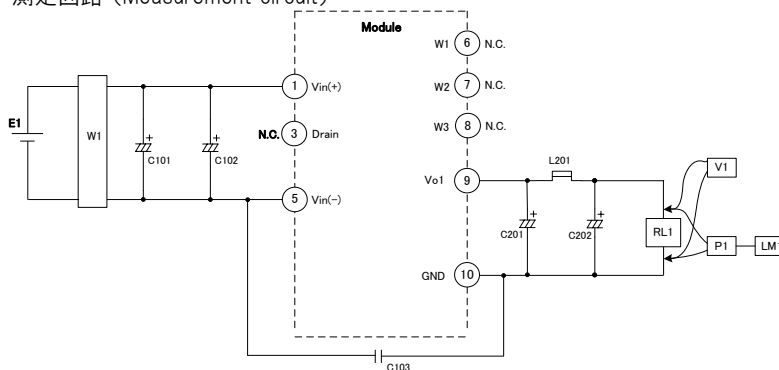 測定回路 (Measurement circuit)
Module
W1 6 N.C.
1 Vin(+)
W2 7 N.C.
E1
W1
C101
C102
N.C. 3 Drain
W3 8 N.C.
Vo1 9
L201
V1
5 Vin(-)
C201
C202
RL1
P1
LM1
GND 10
C103